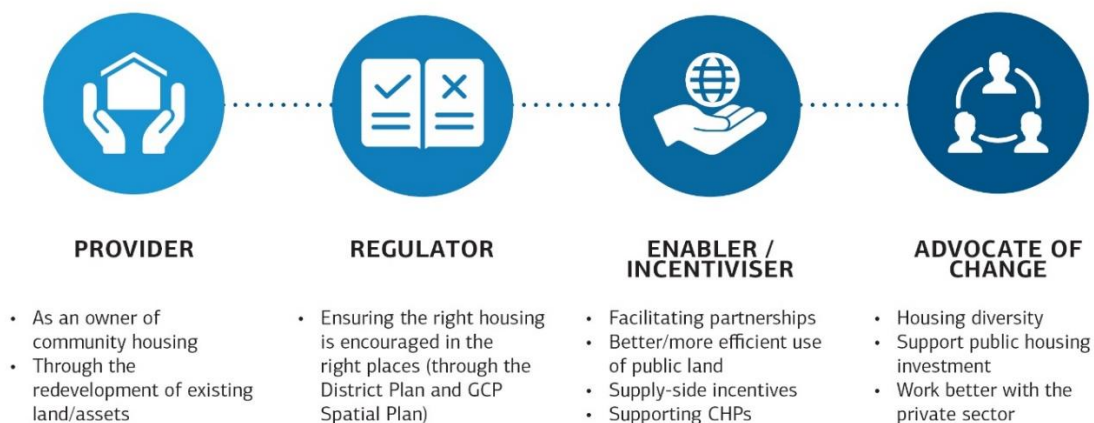 PROVIDER
• As an owner of
community housing
• Through the
redevelopment of existing
land/assets
REGULATOR
• Ensuring the right housing
is encouraged in the
right places (through the
District Plan and GCP
Spatial Plan)
ENABLER /
INCENTIVISER
• Facilitating partnerships
• Better/more efficient use
of public land
• Supply-side incentives
• Supporting CHPs
ADVOCATE OF
CHANGE
• Housing diversity
• Support public housing
investment
• Work better with the
private sector